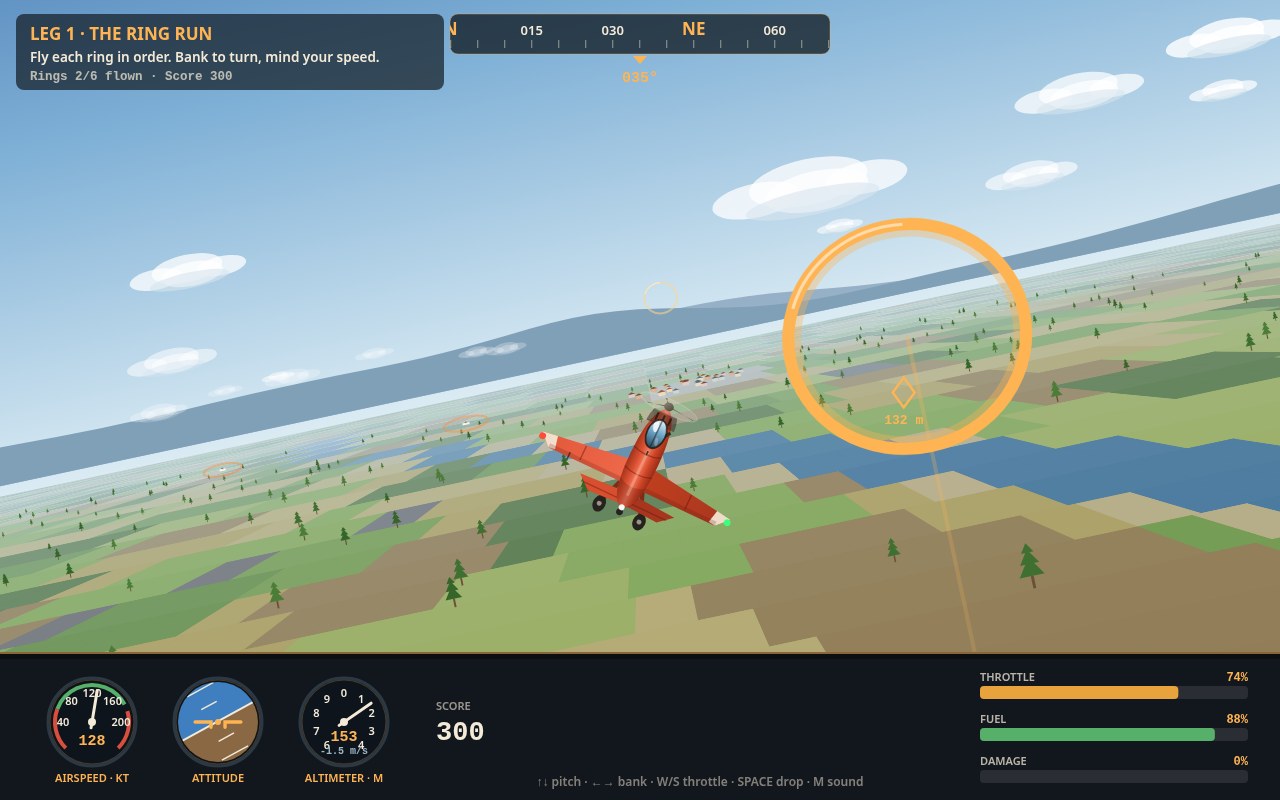 LEG 1 · THE RING RUN
Fly each ring in order. Bank to turn, mind your speed.
Rings 2/6 flown · Score 300
N 015 030 NE 060
035°
132 m
40 80 120 160 200
128
AIRSPEED · KT
ATTITUDE
0 1 2 3 4 6 7 8 9
153
-1.5 m/s
ALTIMETER · M
SCORE
300
↑↓ pitch · ←→ bank · W/S throttle · SPACE drop · M sound
THROTTLE 74%
FUEL 88%
DAMAGE 0%